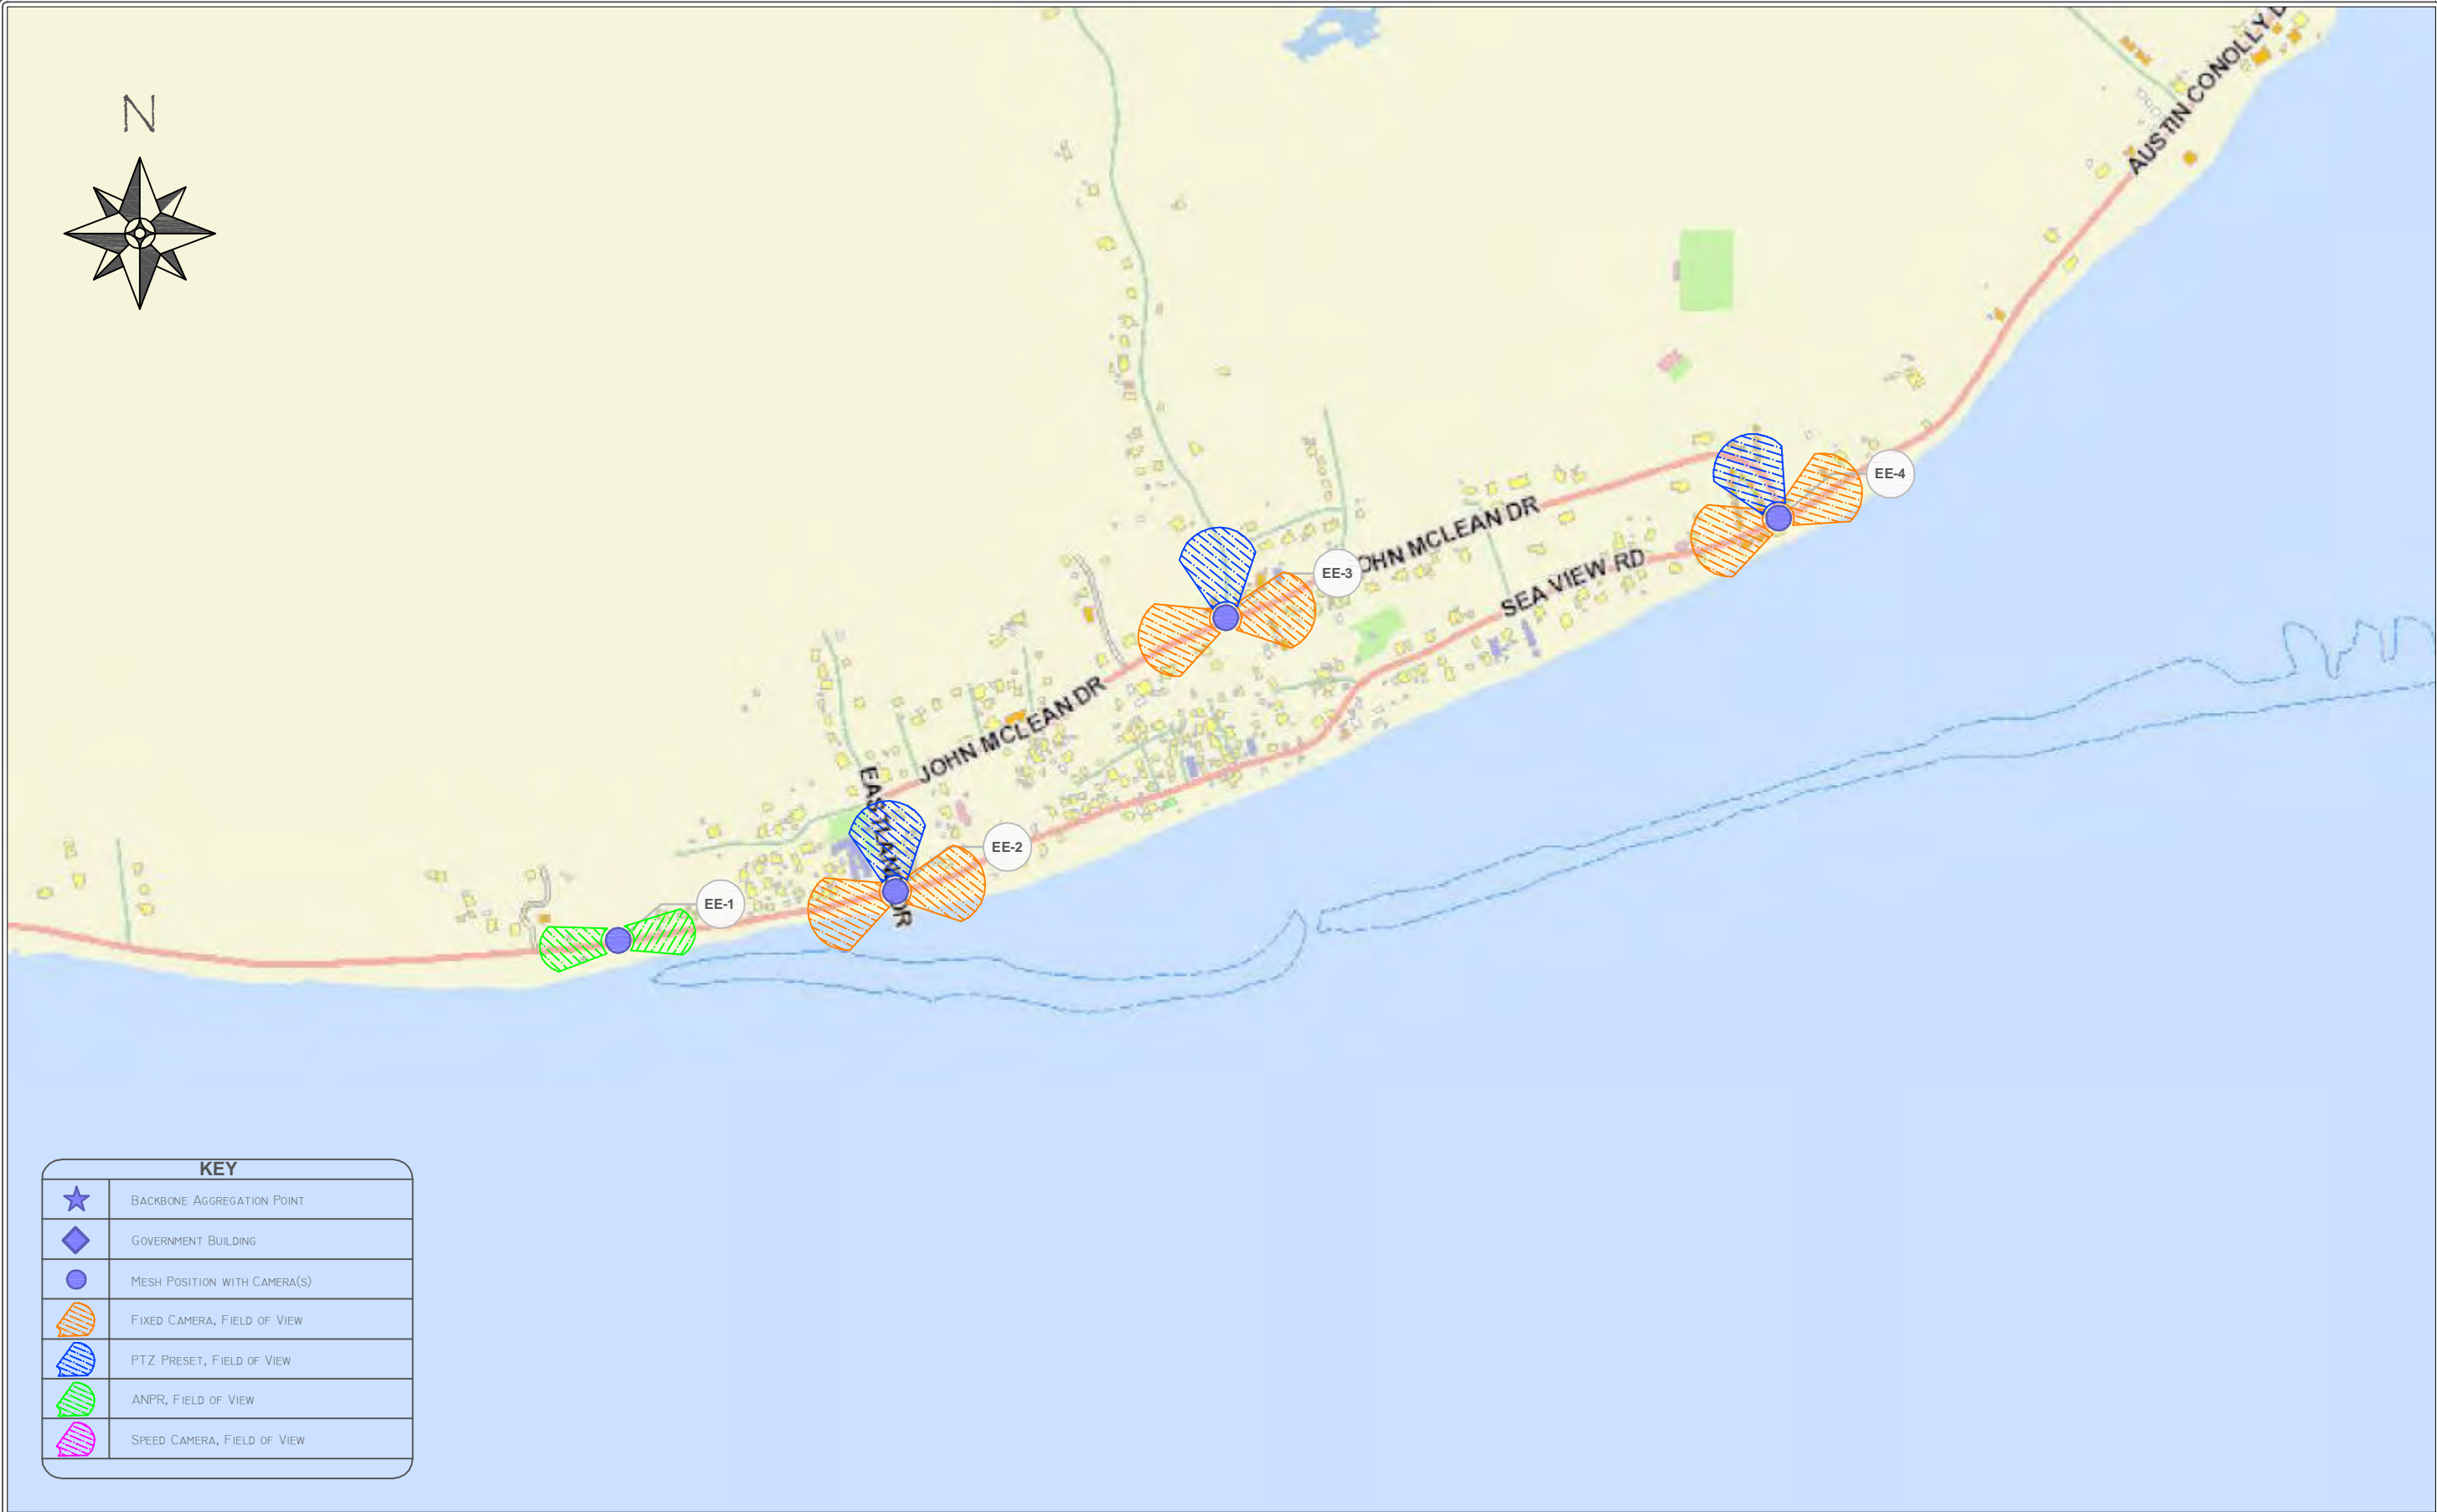 N
AUSTIN CONOLLY D
EE-4
JOHN MCLEAN DR
EE-3
SEA VIEW RD
JOHN MCLEAN DR
EASTLAND DR
EE-2
EE-1
KEY
BACKBONE AGGREGATION POINT
GOVERNMENT BUILDING
MESH POSITION WITH CAMERA(S)
FIXED CAMERA, FIELD OF VIEW
PTZ PRESET, FIELD OF VIEW
ANPR, FIELD OF VIEW
SPEED CAMERA, FIELD OF VIEW